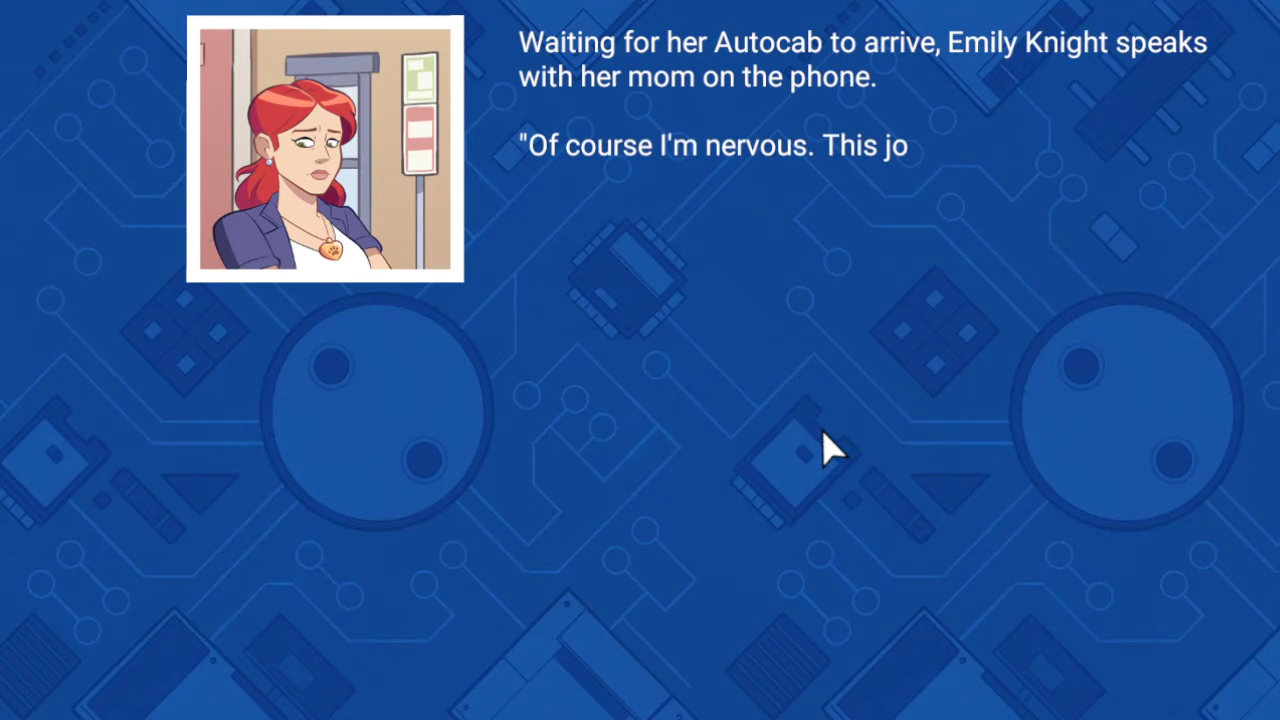 Waiting for her Autocab to arrive, Emily Knight speaks
with her mom on the phone.
"Of course I'm nervous. This jo